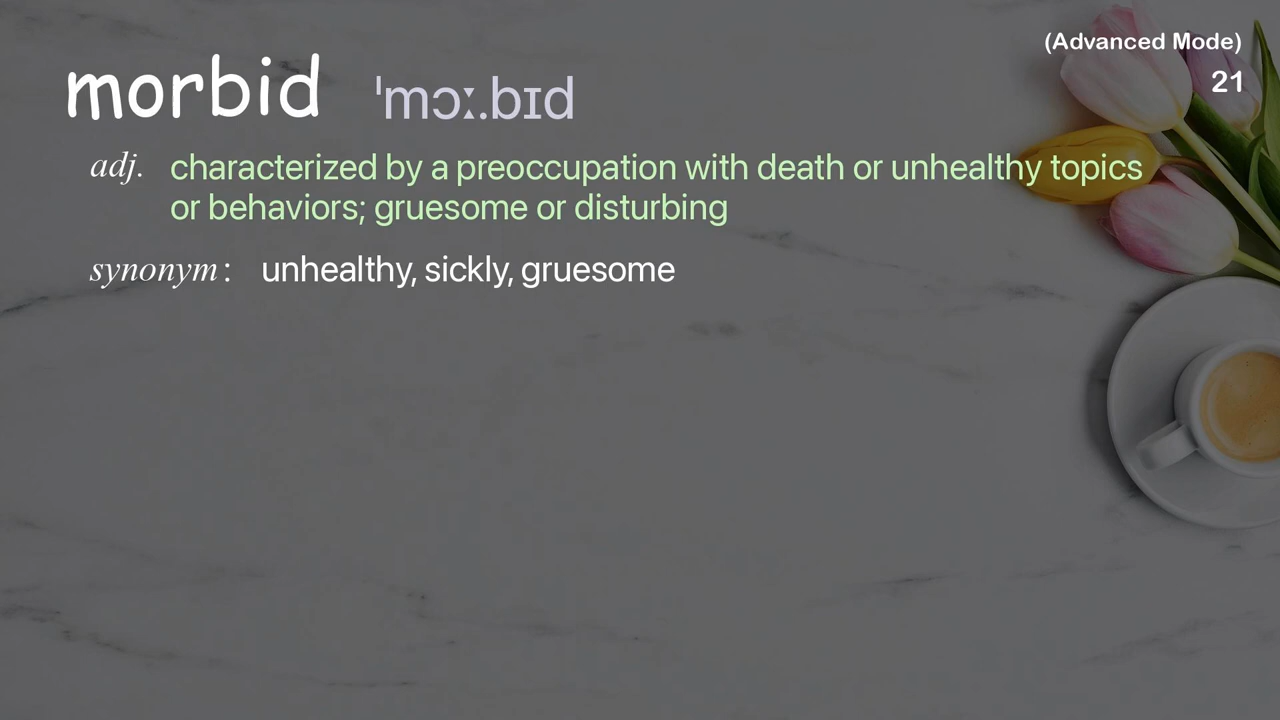 (Advanced Mode)
21
morbid ˈmɔː.bɪd
adj. characterized by a preoccupation with death or unhealthy topics
or behaviors; gruesome or disturbing
synonym: unhealthy, sickly, gruesome